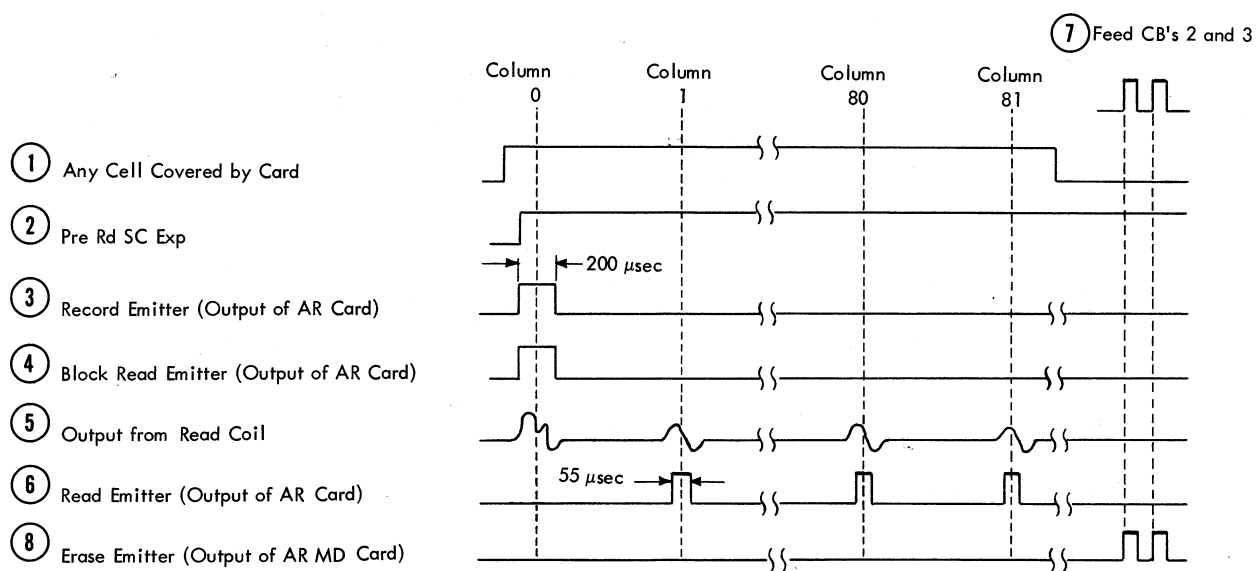 7 Feed CB's 2 and 3
Column 0
Column 1
Column 80
Column 81
1 Any Cell Covered by Card
2 Pre Rd SC Exp
200 μsec
3 Record Emitter (Output of AR Card)
4 Block Read Emitter (Output of AR Card)
5 Output from Read Coil
55 μsec
6 Read Emitter (Output of AR Card)
8 Erase Emitter (Output of AR MD Card)